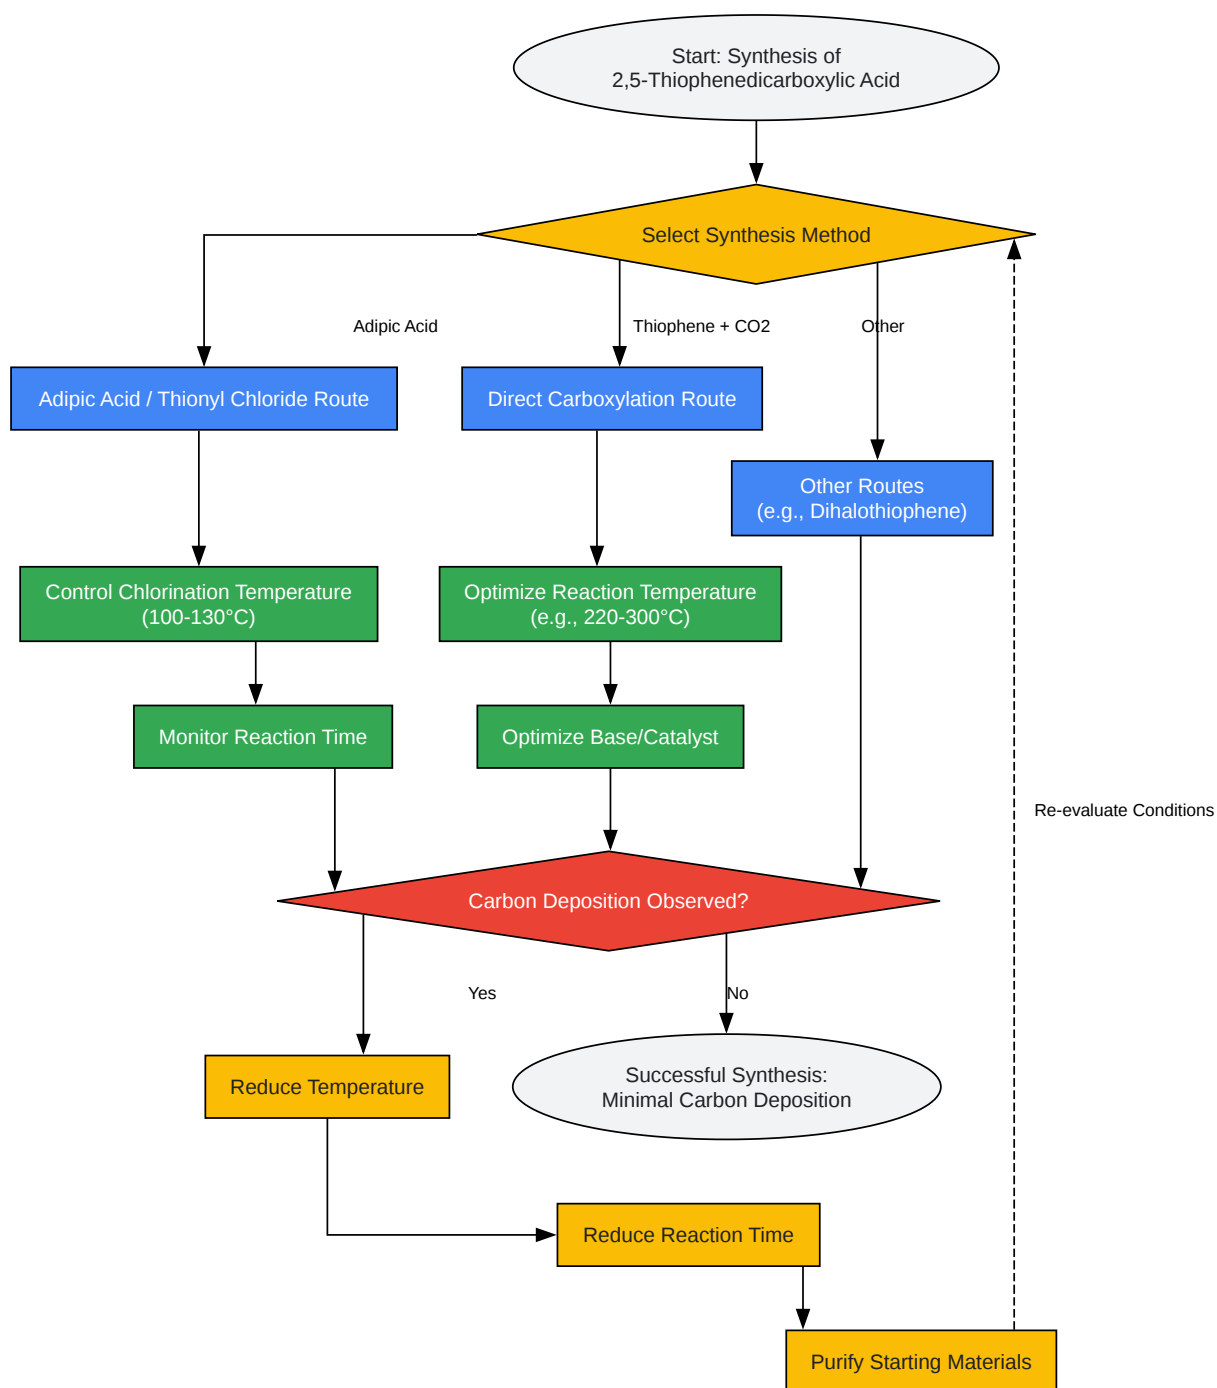 Start: Synthesis of
2,5-Thiophenedicarboxylic Acid
Select Synthesis Method
Adipic Acid
Thiophene + CO2
Other
Adipic Acid / Thionyl Chloride Route
Direct Carboxylation Route
Other Routes
(e.g., Dihalothiophene)
Control Chlorination Temperature
(100-130°C)
Optimize Reaction Temperature
(e.g., 220-300°C)
Monitor Reaction Time
Optimize Base/Catalyst
Re-evaluate Conditions
Carbon Deposition Observed?
Yes
No
Reduce Temperature
Successful Synthesis:
Minimal Carbon Deposition
Reduce Reaction Time
Purify Starting Materials